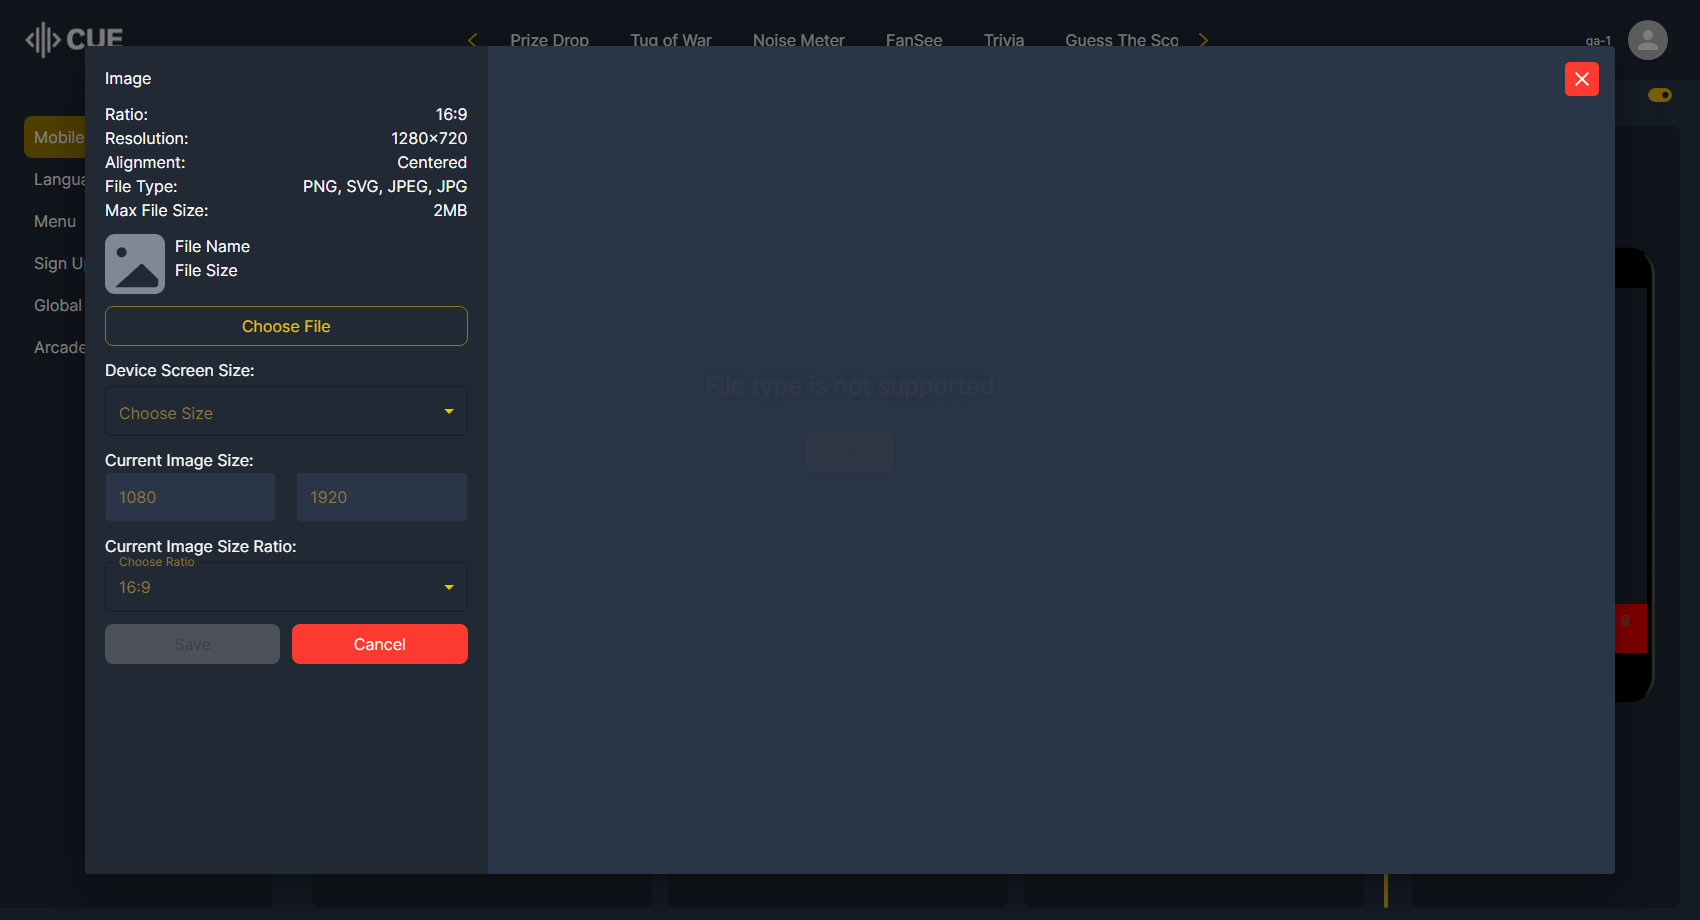 CUE
Prize Drop
Tug of War
Noise Meter
FanSee
Trivia
Guess The Sco
qa-1
Mobile
Langua
Menu
Sign U
Global
Arcade
Image
Ratio: 16:9
Resolution: 1280×720
Alignment: Centered
File Type: PNG, SVG, JPEG, JPG
Max File Size: 2MB
File Name
File Size
Choose File
Device Screen Size:
Choose Size
Current Image Size:
1080 1920
Current Image Size Ratio:
Choose Ratio
16:9
Save Cancel
File type is not supported